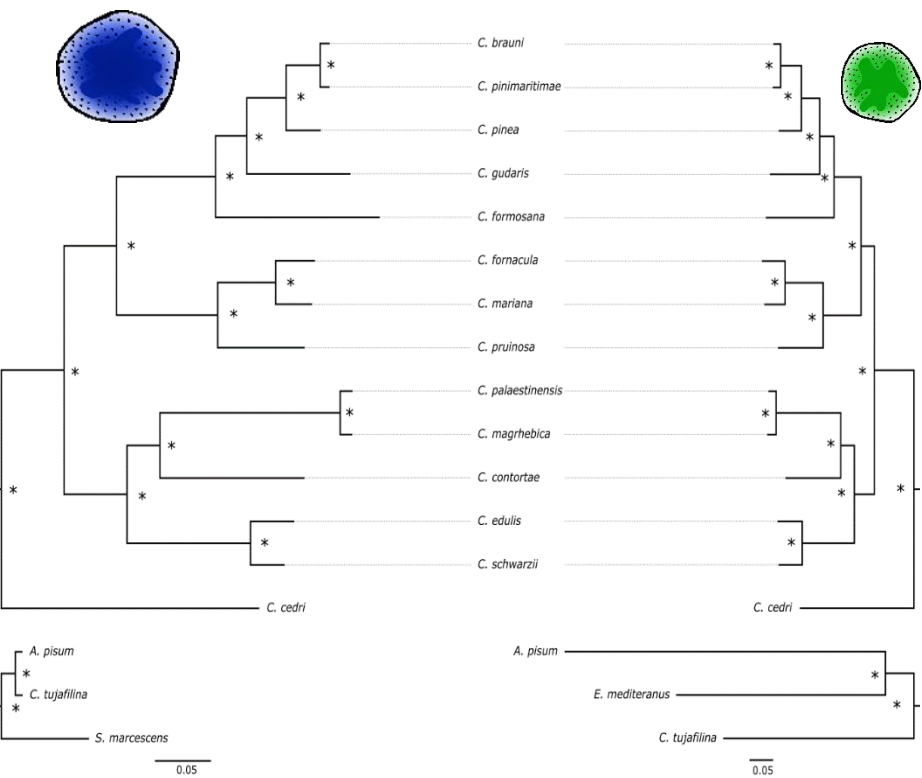 C. brauni
*
*
C. pinimaritimae
*
*
C. pinea
*
*
C. gudaris
*
*
C. formosana
*
*
C. fornacula
*
*
C. mariana
*
*
C. pruinosa
*
*
C. palaestinensis
*
*
C. magrhebica
*
*
C. contortae
*
*
C. edulis
*
*
C. schwarzii
*
*
C. cedri
C. cedri
A. pisum
A. pisum
*
*
C. tujafilina
E. mediteranus
*
*
S. marcescens
C. tujafilina
0.05
0.05